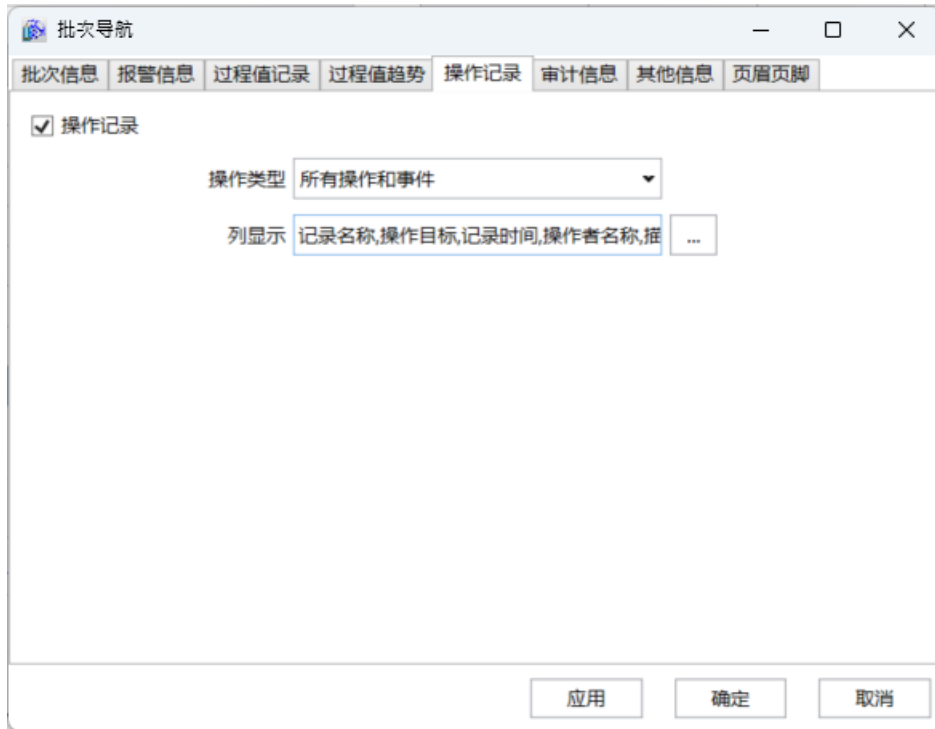 批次导航
批次信息 报警信息 过程值记录 过程值趋势 操作记录 审计信息 其他信息 页眉页脚
操作记录
操作类型 所有操作和事件
列显示 记录名称,操作目标,记录时间,操作者名称,描 ...
应用 确定 取消